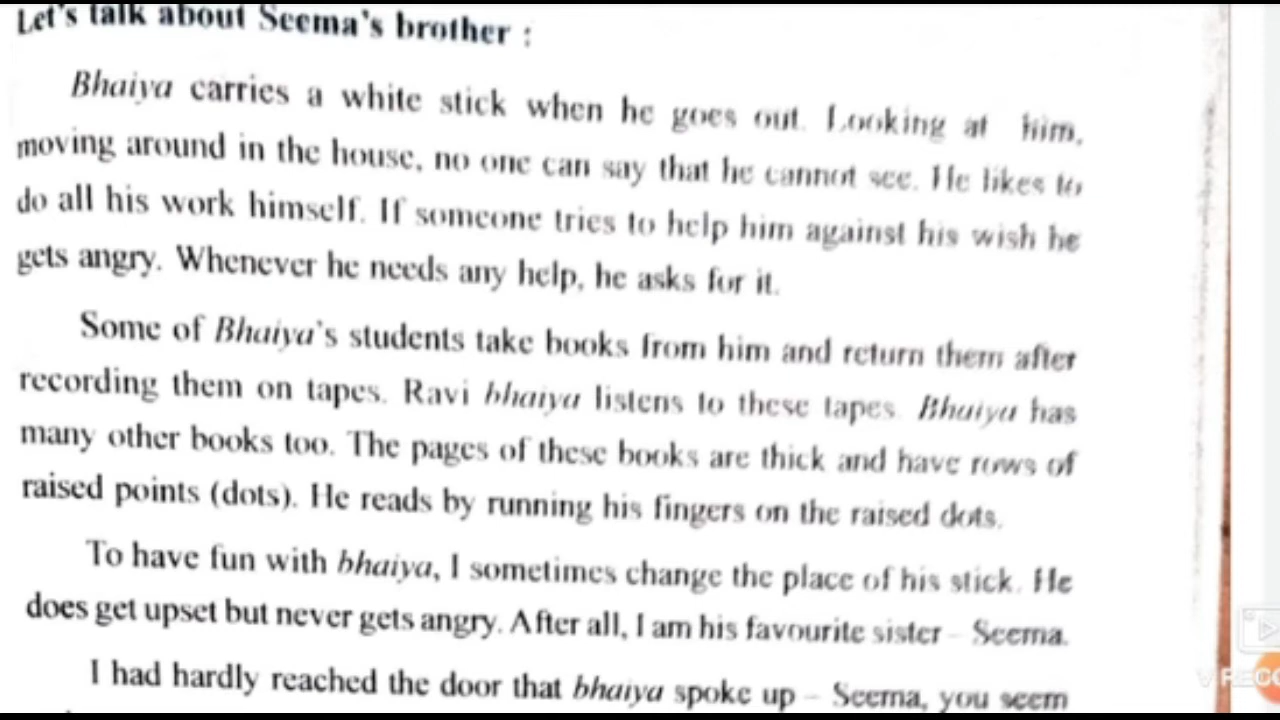 Let's talk about Seema's brother :
Bhaiya carries a white stick when he goes out. Looking at him,
moving around in the house, no one can say that he cannot see. He likes to
do all his work himself. If someone tries to help him against his wish he
gets angry. Whenever he needs any help, he asks for it.
Some of Bhaiya's students take books from him and return them after
recording them on tapes. Ravi bhaiya listens to these tapes. Bhaiya has
many other books too. The pages of these books are thick and have rows of
raised points (dots). He reads by running his fingers on the raised dots.
To have fun with bhaiya, I sometimes change the place of his stick. He
does get upset but never gets angry. After all, I am his favourite sister – Seema.
I had hardly reached the door that bhaiya spoke up – Seema, you seem